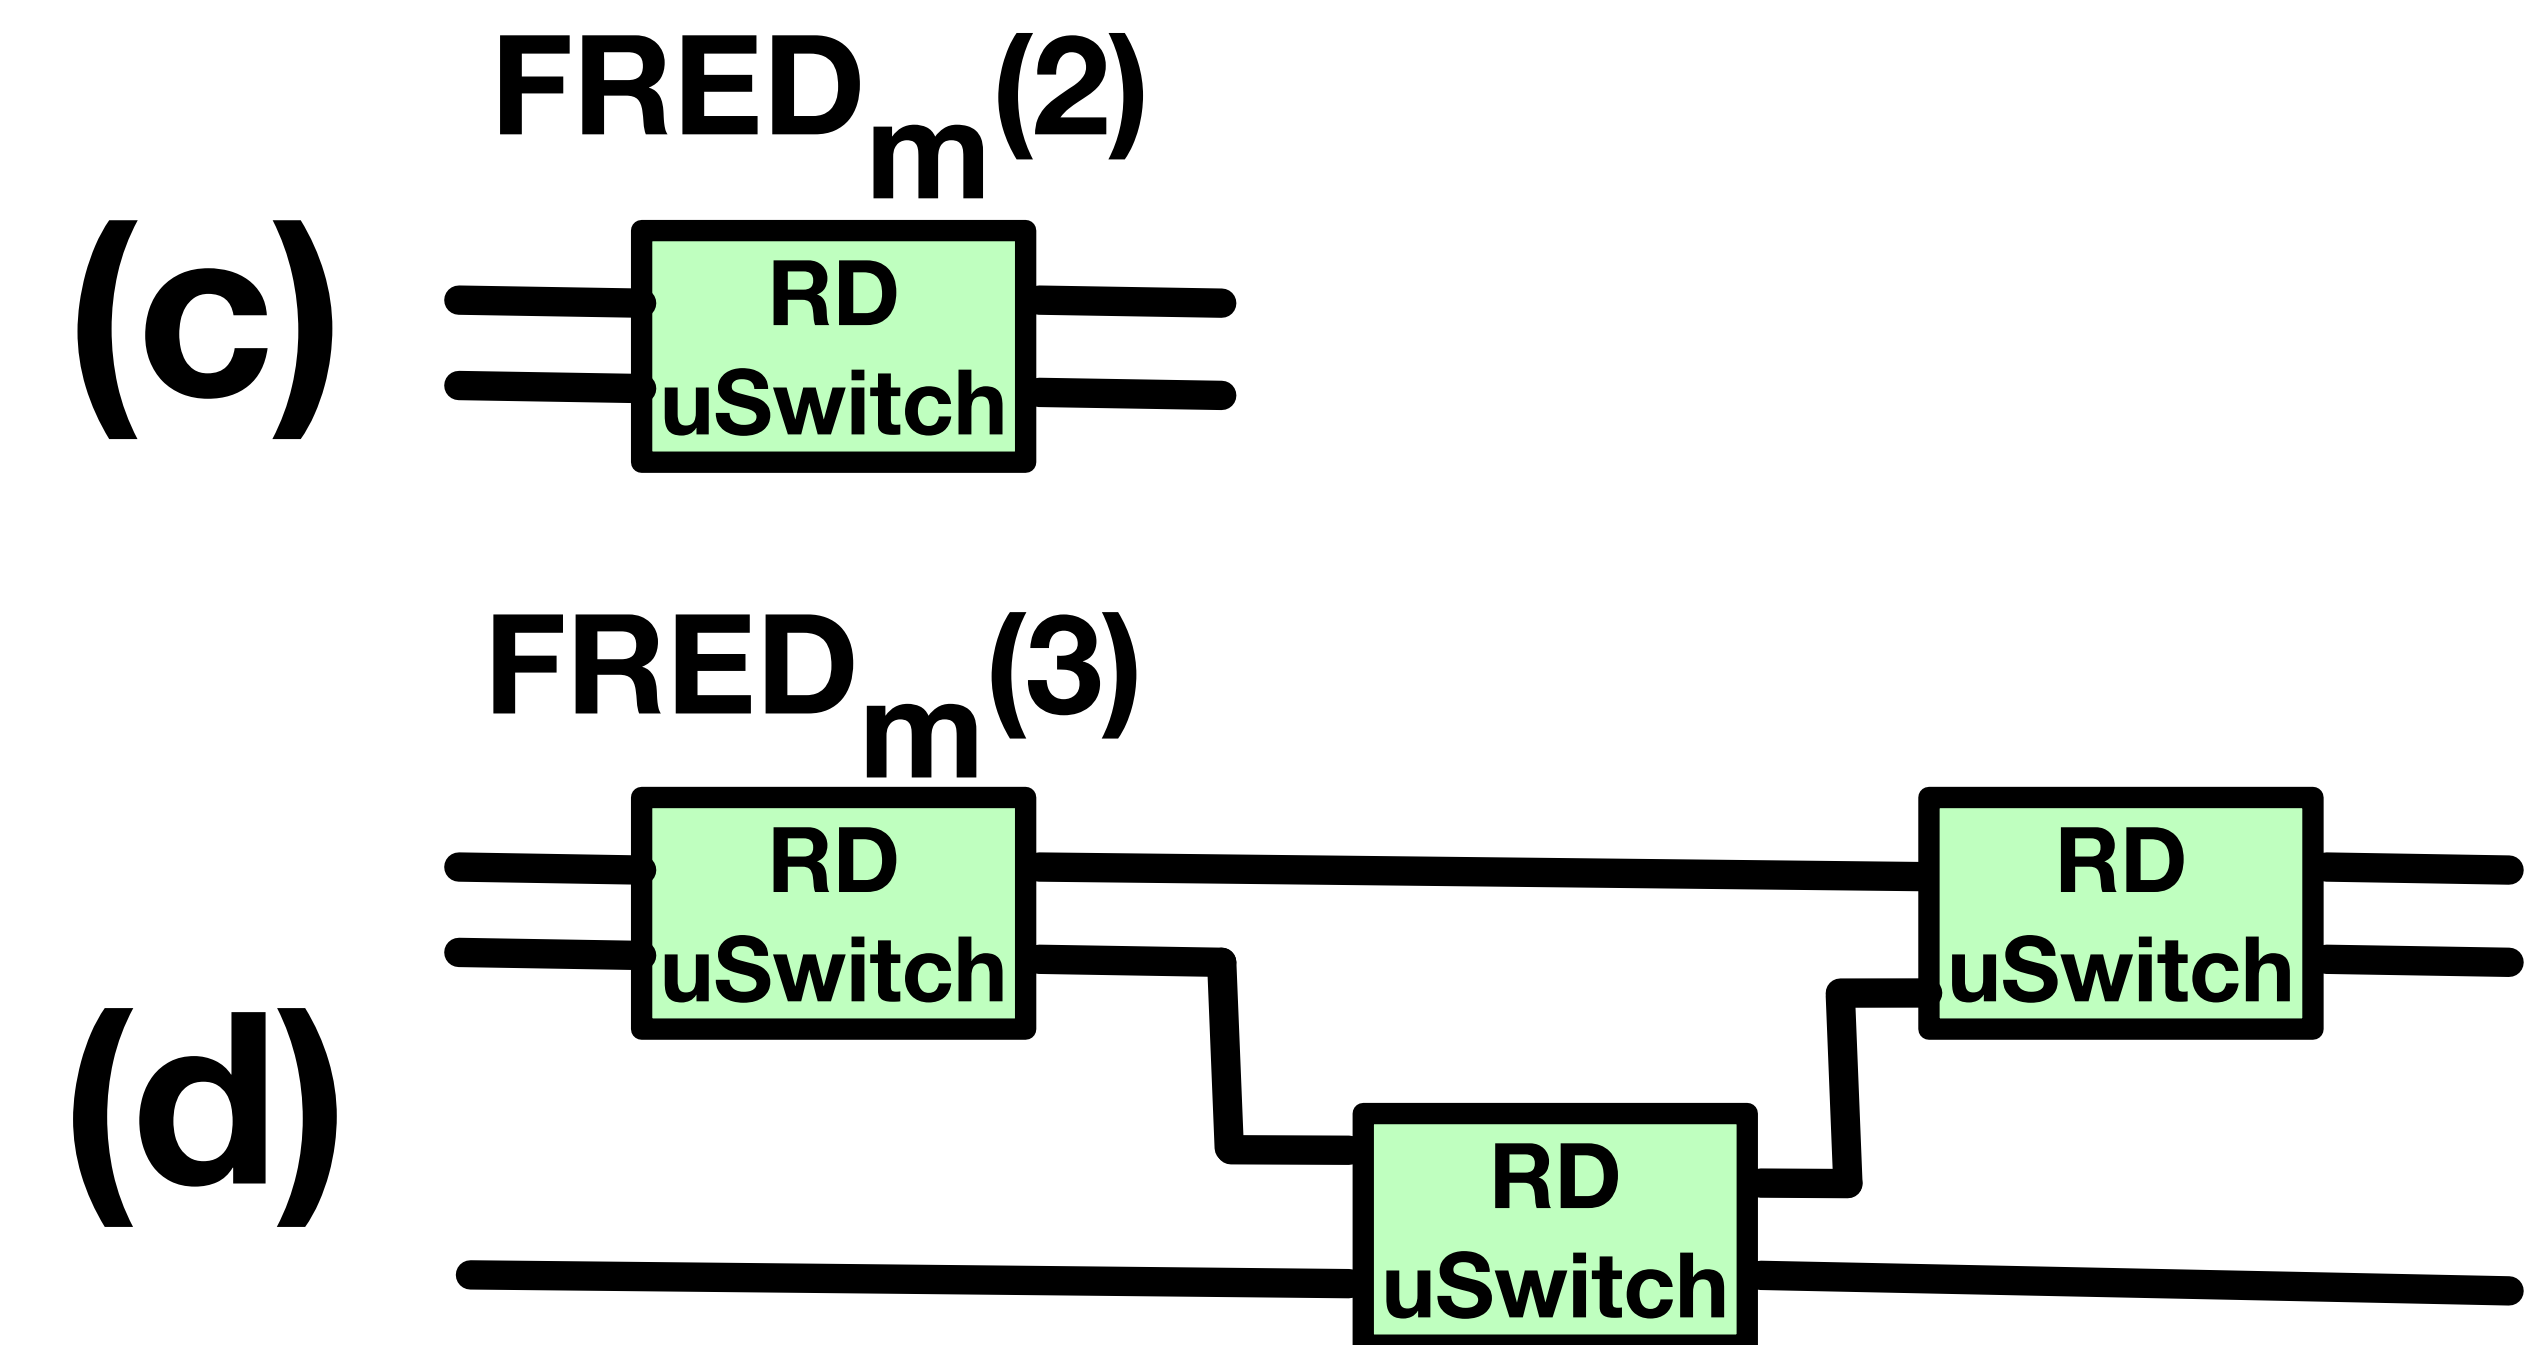 FREDm(2)
(c)
RD
uSwitch
FREDm(3)
RD
uSwitch
RD
uSwitch
(d)
RD
uSwitch